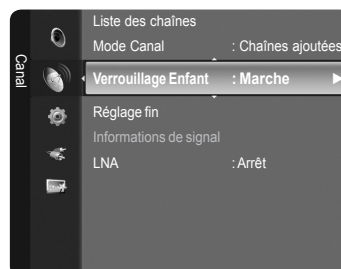 Canal
Liste des chaînes
Mode Canal : Chaînes ajoutées
Verrouillage Enfant : Marche
Réglage fin
Informations de signal
LNA : Arrêt